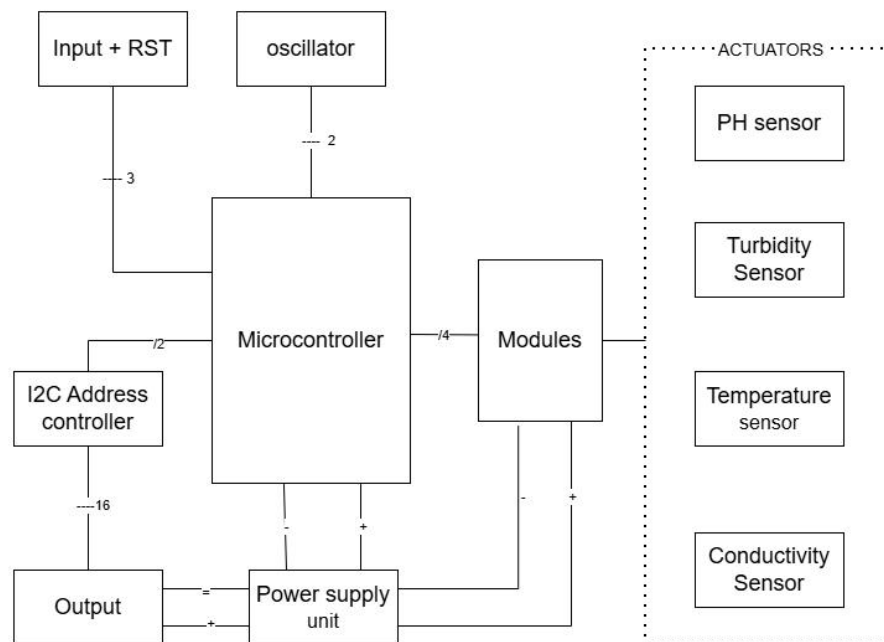 Input + RST
oscillator
ACTUATORS
PH sensor
---- 2
---- 3
Turbidity
Sensor
/2
Microcontroller
/4
Modules
I2C Address
controller
Temperature
sensor
----16
-
+
-
+
Output
=
+
Power supply
unit
Conductivity
Sensor